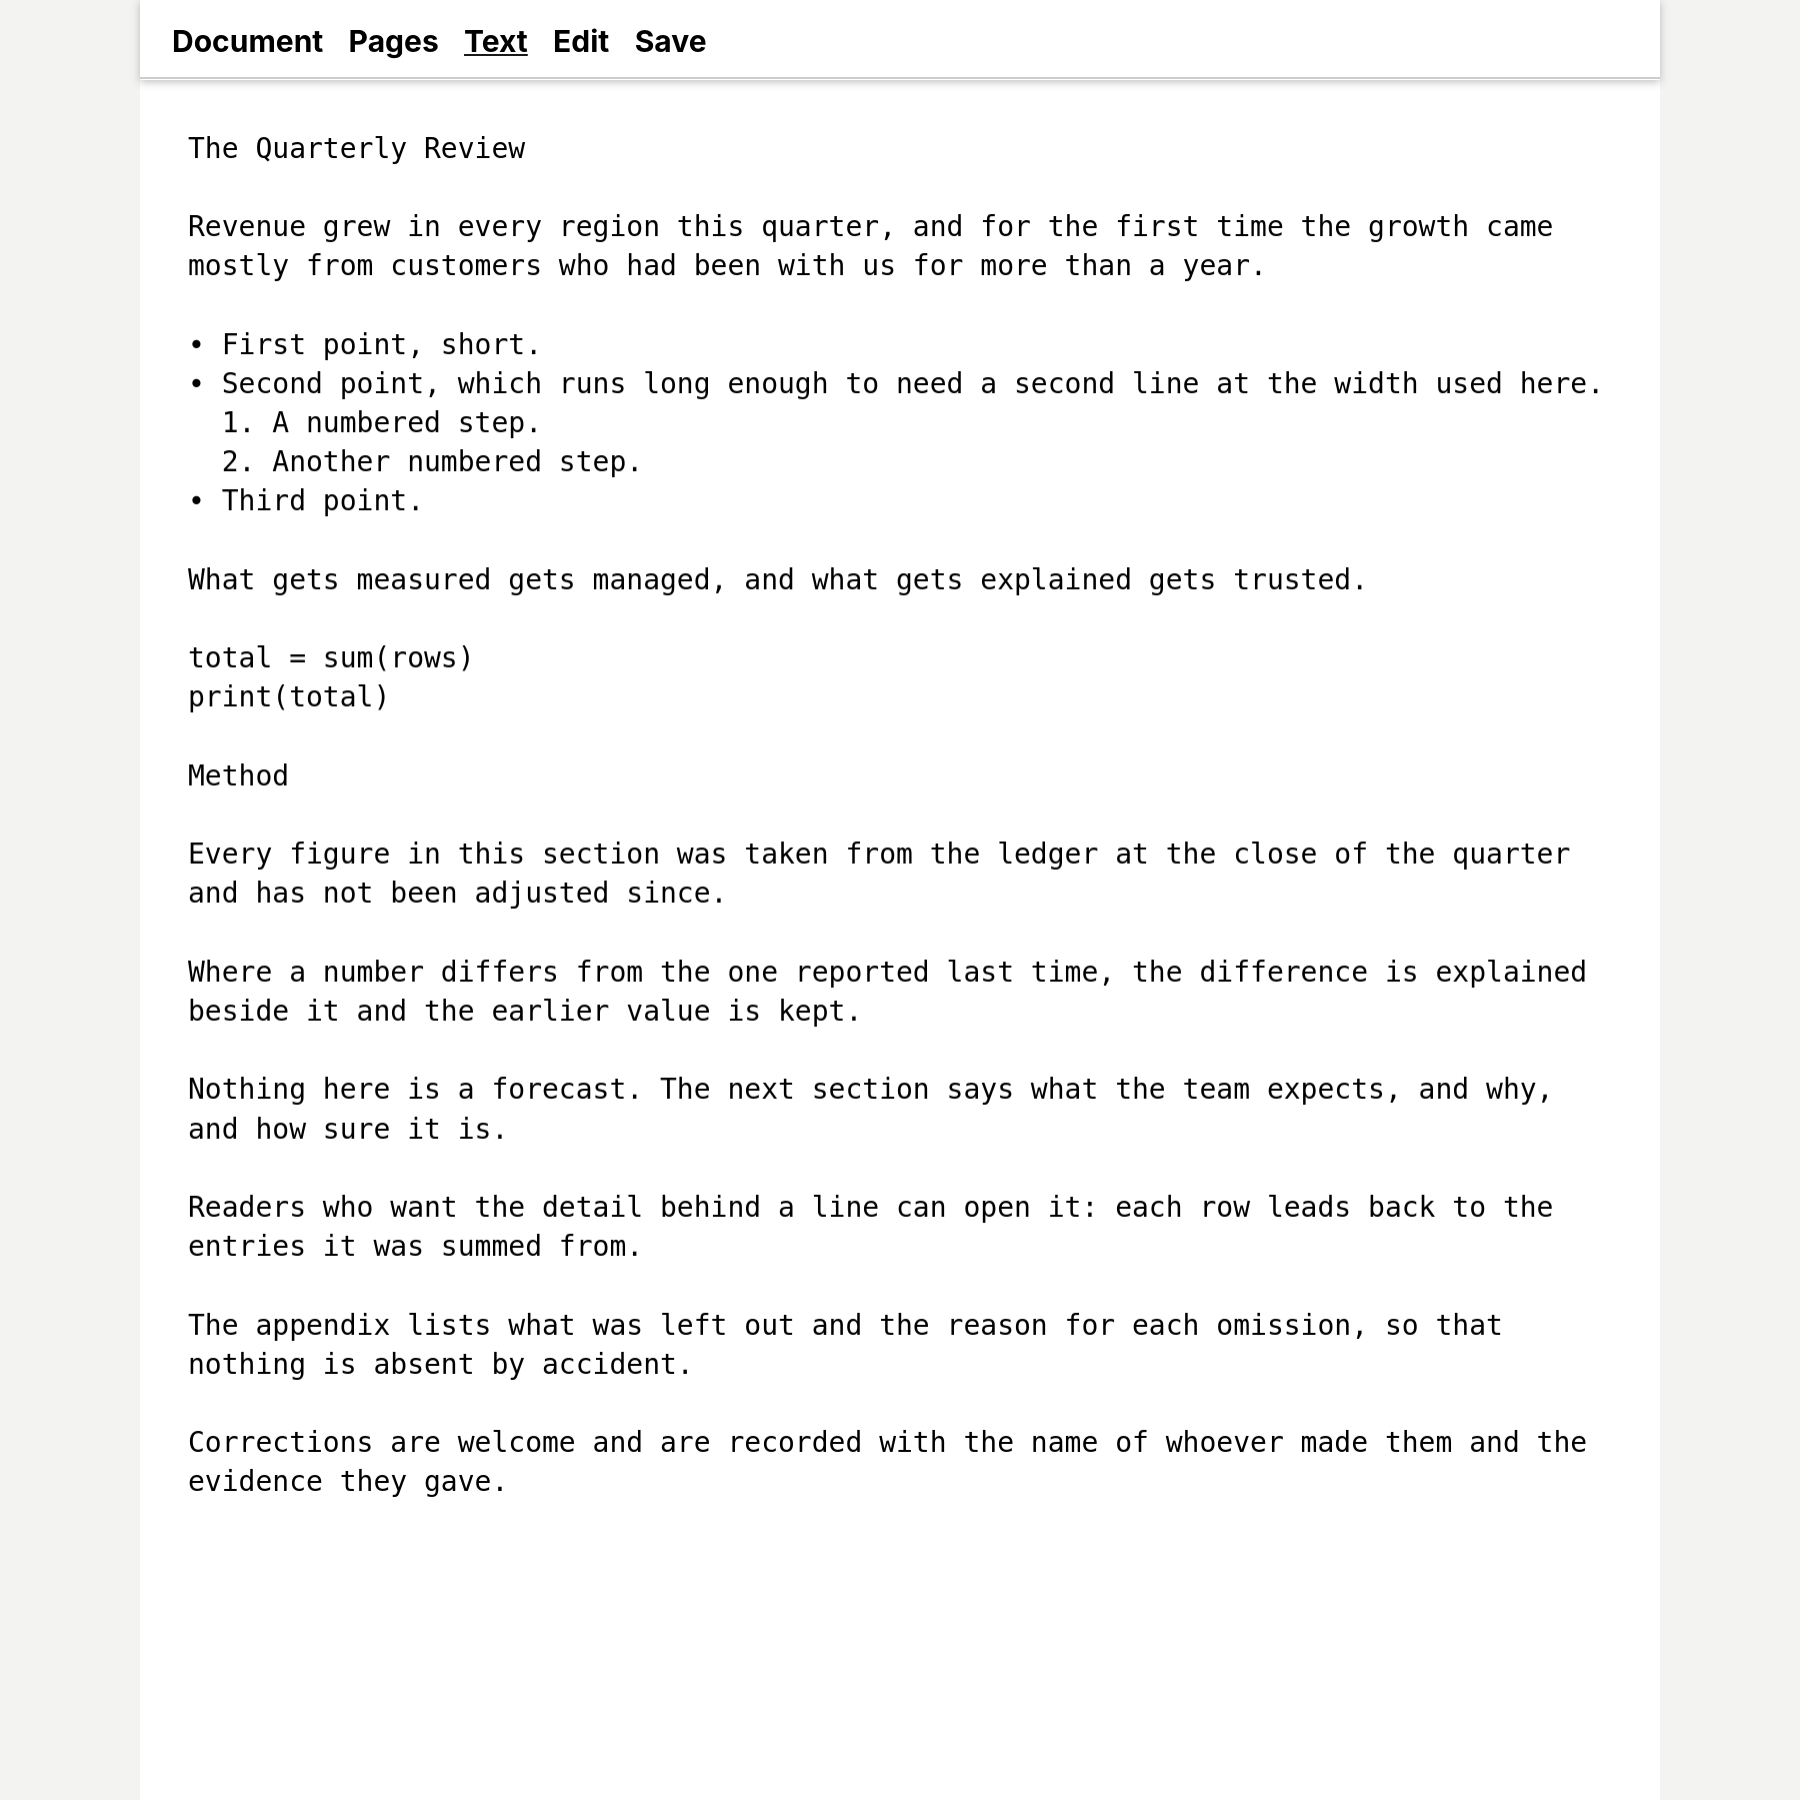 Document Pages Text Edit Save
The Quarterly Review
Revenue grew in every region this quarter, and for the first time the growth came
mostly from customers who had been with us for more than a year.
• First point, short.
• Second point, which runs long enough to need a second line at the width used here.
1. A numbered step.
2. Another numbered step.
• Third point.
What gets measured gets managed, and what gets explained gets trusted.
total = sum(rows)
print(total)
Method
Every figure in this section was taken from the ledger at the close of the quarter
and has not been adjusted since.
Where a number differs from the one reported last time, the difference is explained
beside it and the earlier value is kept.
Nothing here is a forecast. The next section says what the team expects, and why,
and how sure it is.
Readers who want the detail behind a line can open it: each row leads back to the
entries it was summed from.
The appendix lists what was left out and the reason for each omission, so that
nothing is absent by accident.
Corrections are welcome and are recorded with the name of whoever made them and the
evidence they gave.